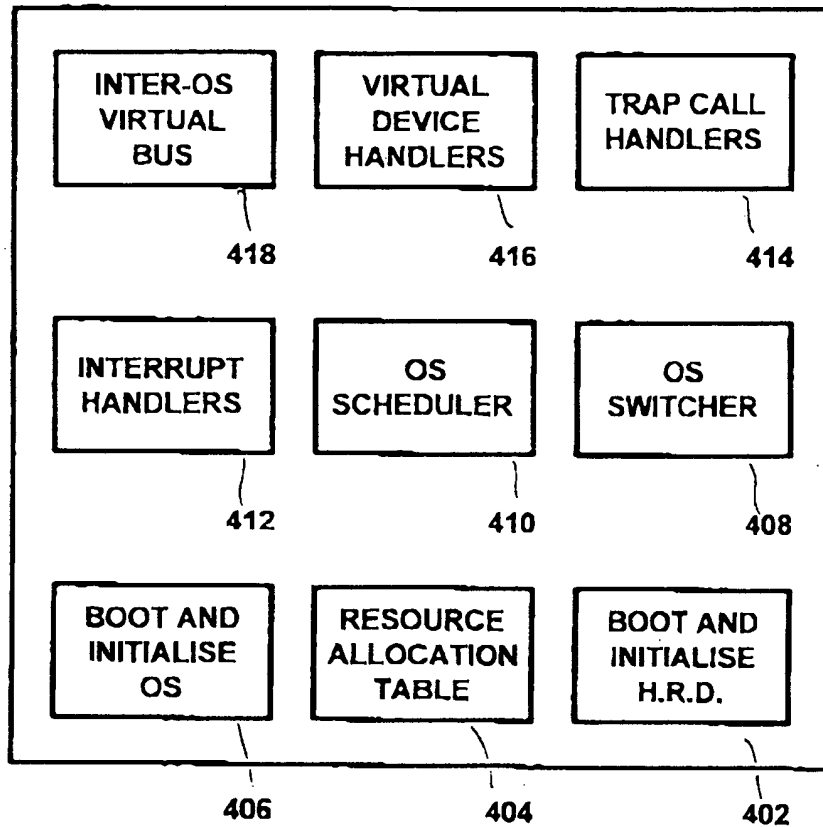 INTER-OS
VIRTUAL
BUS
418
VIRTUAL
DEVICE
HANDLERS
416
TRAP CALL
HANDLERS
414
INTERRUPT
HANDLERS
412
OS
SCHEDULER
410
OS
SWITCHER
408
BOOT AND
INITIALISE
OS
406
RESOURCE
ALLOCATION
TABLE
404
BOOT AND
INITIALISE
H.R.D.
402